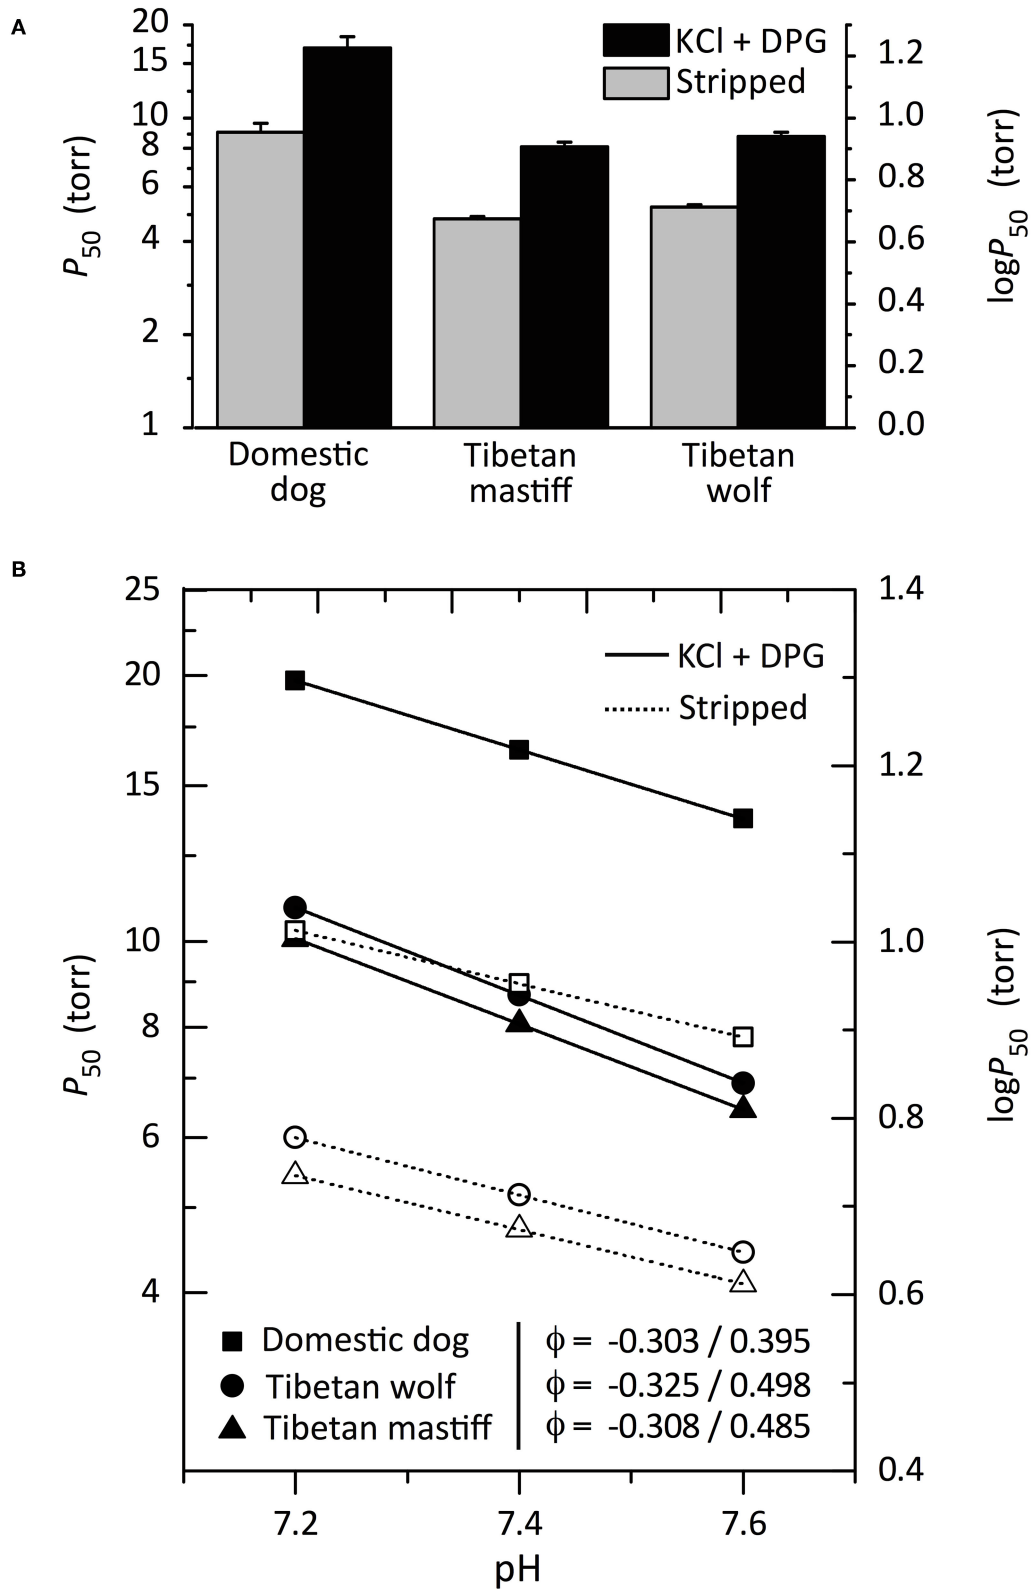 A
20
15
10
8
6
4
2
1
P50 (torr)
KCl + DPG
Stripped
1.2
1.0
0.8
0.6
0.4
0.2
0.0
logP50 (torr)
Domestic dog
Tibetan mastiff
Tibetan wolf
B
25
20
15
10
8
6
4
P50 (torr)
KCl + DPG
Stripped
1.4
1.2
1.0
0.8
0.6
0.4
logP50 (torr)
Domestic dog ϕ = -0.303 / 0.395
Tibetan wolf ϕ = -0.325 / 0.498
Tibetan mastiff ϕ = -0.308 / 0.485
7.2 7.4 7.6
pH